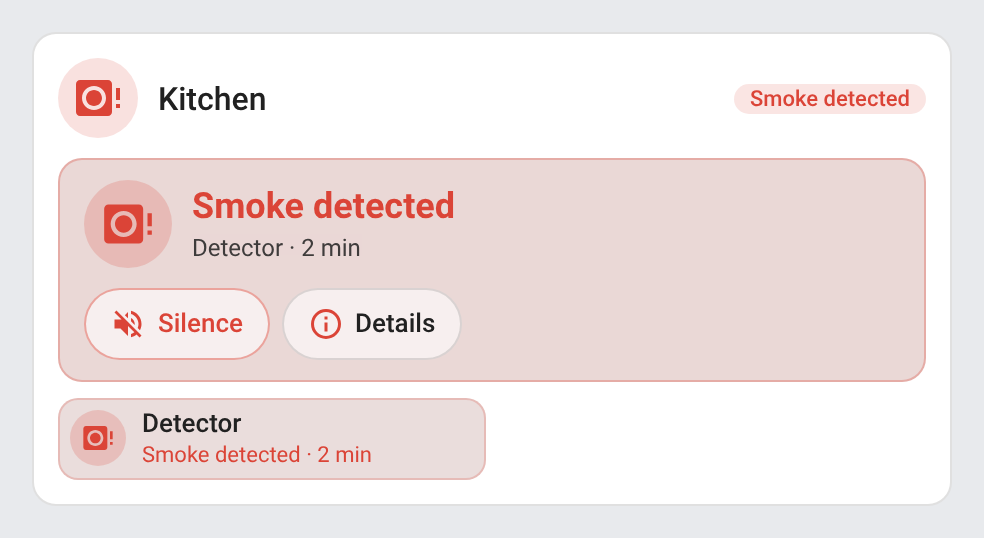 Kitchen
Smoke detected
Smoke detected
Detector · 2 min
Silence
Details
Detector
Smoke detected · 2 min